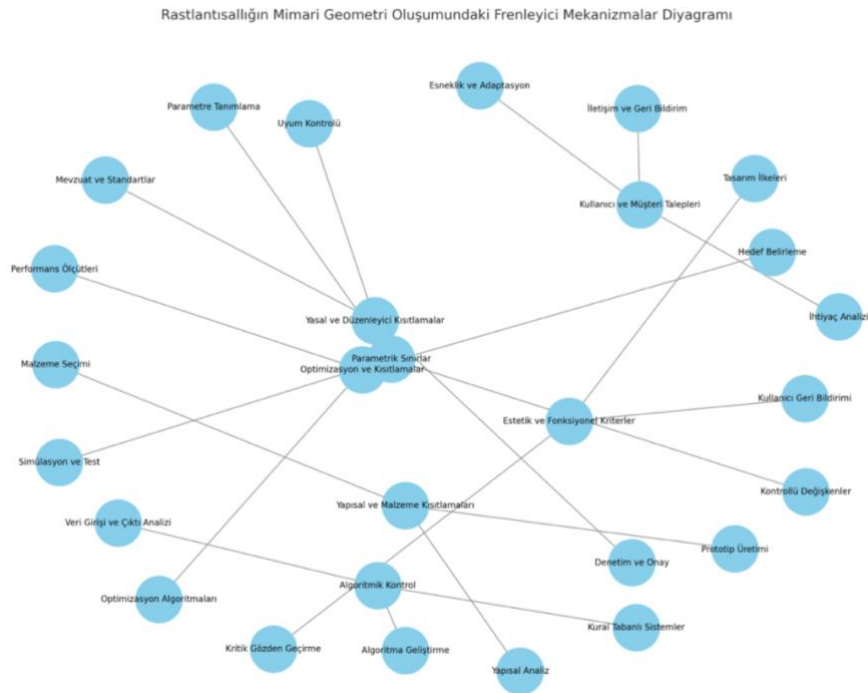 Rastlantısallığın Mimari Geometri Oluşumundaki Frenleyici Mekanizmalar Diyagramı
Esneklik ve Adaptasyon
Parametre Tanımlama
İletişim ve Geri Bildirim
Uyum Kontrolü
Mevzuat ve Standartlar
Tasarım İlkeleri
Kullanıcı ve Müşteri Talepleri
Hedef Belirleme
Performans Ölçütleri
Yasal ve Düzenleyici Kısıtlamalar
İhtiyaç Analizi
Parametrik Sınırlar
Malzeme Seçimi
Optimizasyon ve Kısıtlamalar
Kullanıcı Geri Bildirimi
Estetik ve Fonksiyonel Kriterler
Simülasyon ve Test
Kontrollü Değişkenler
Yapısal ve Malzeme Kısıtlamaları
Veri Girişi ve Çıktı Analizi
Prototip Üretimi
Denetim ve Onay
Algoritmik Kontrol
Optimizasyon Algoritmaları
Kural Tabanlı Sistemler
Kritik Gözden Geçirme
Algoritma Geliştirme
Yapısal Analiz